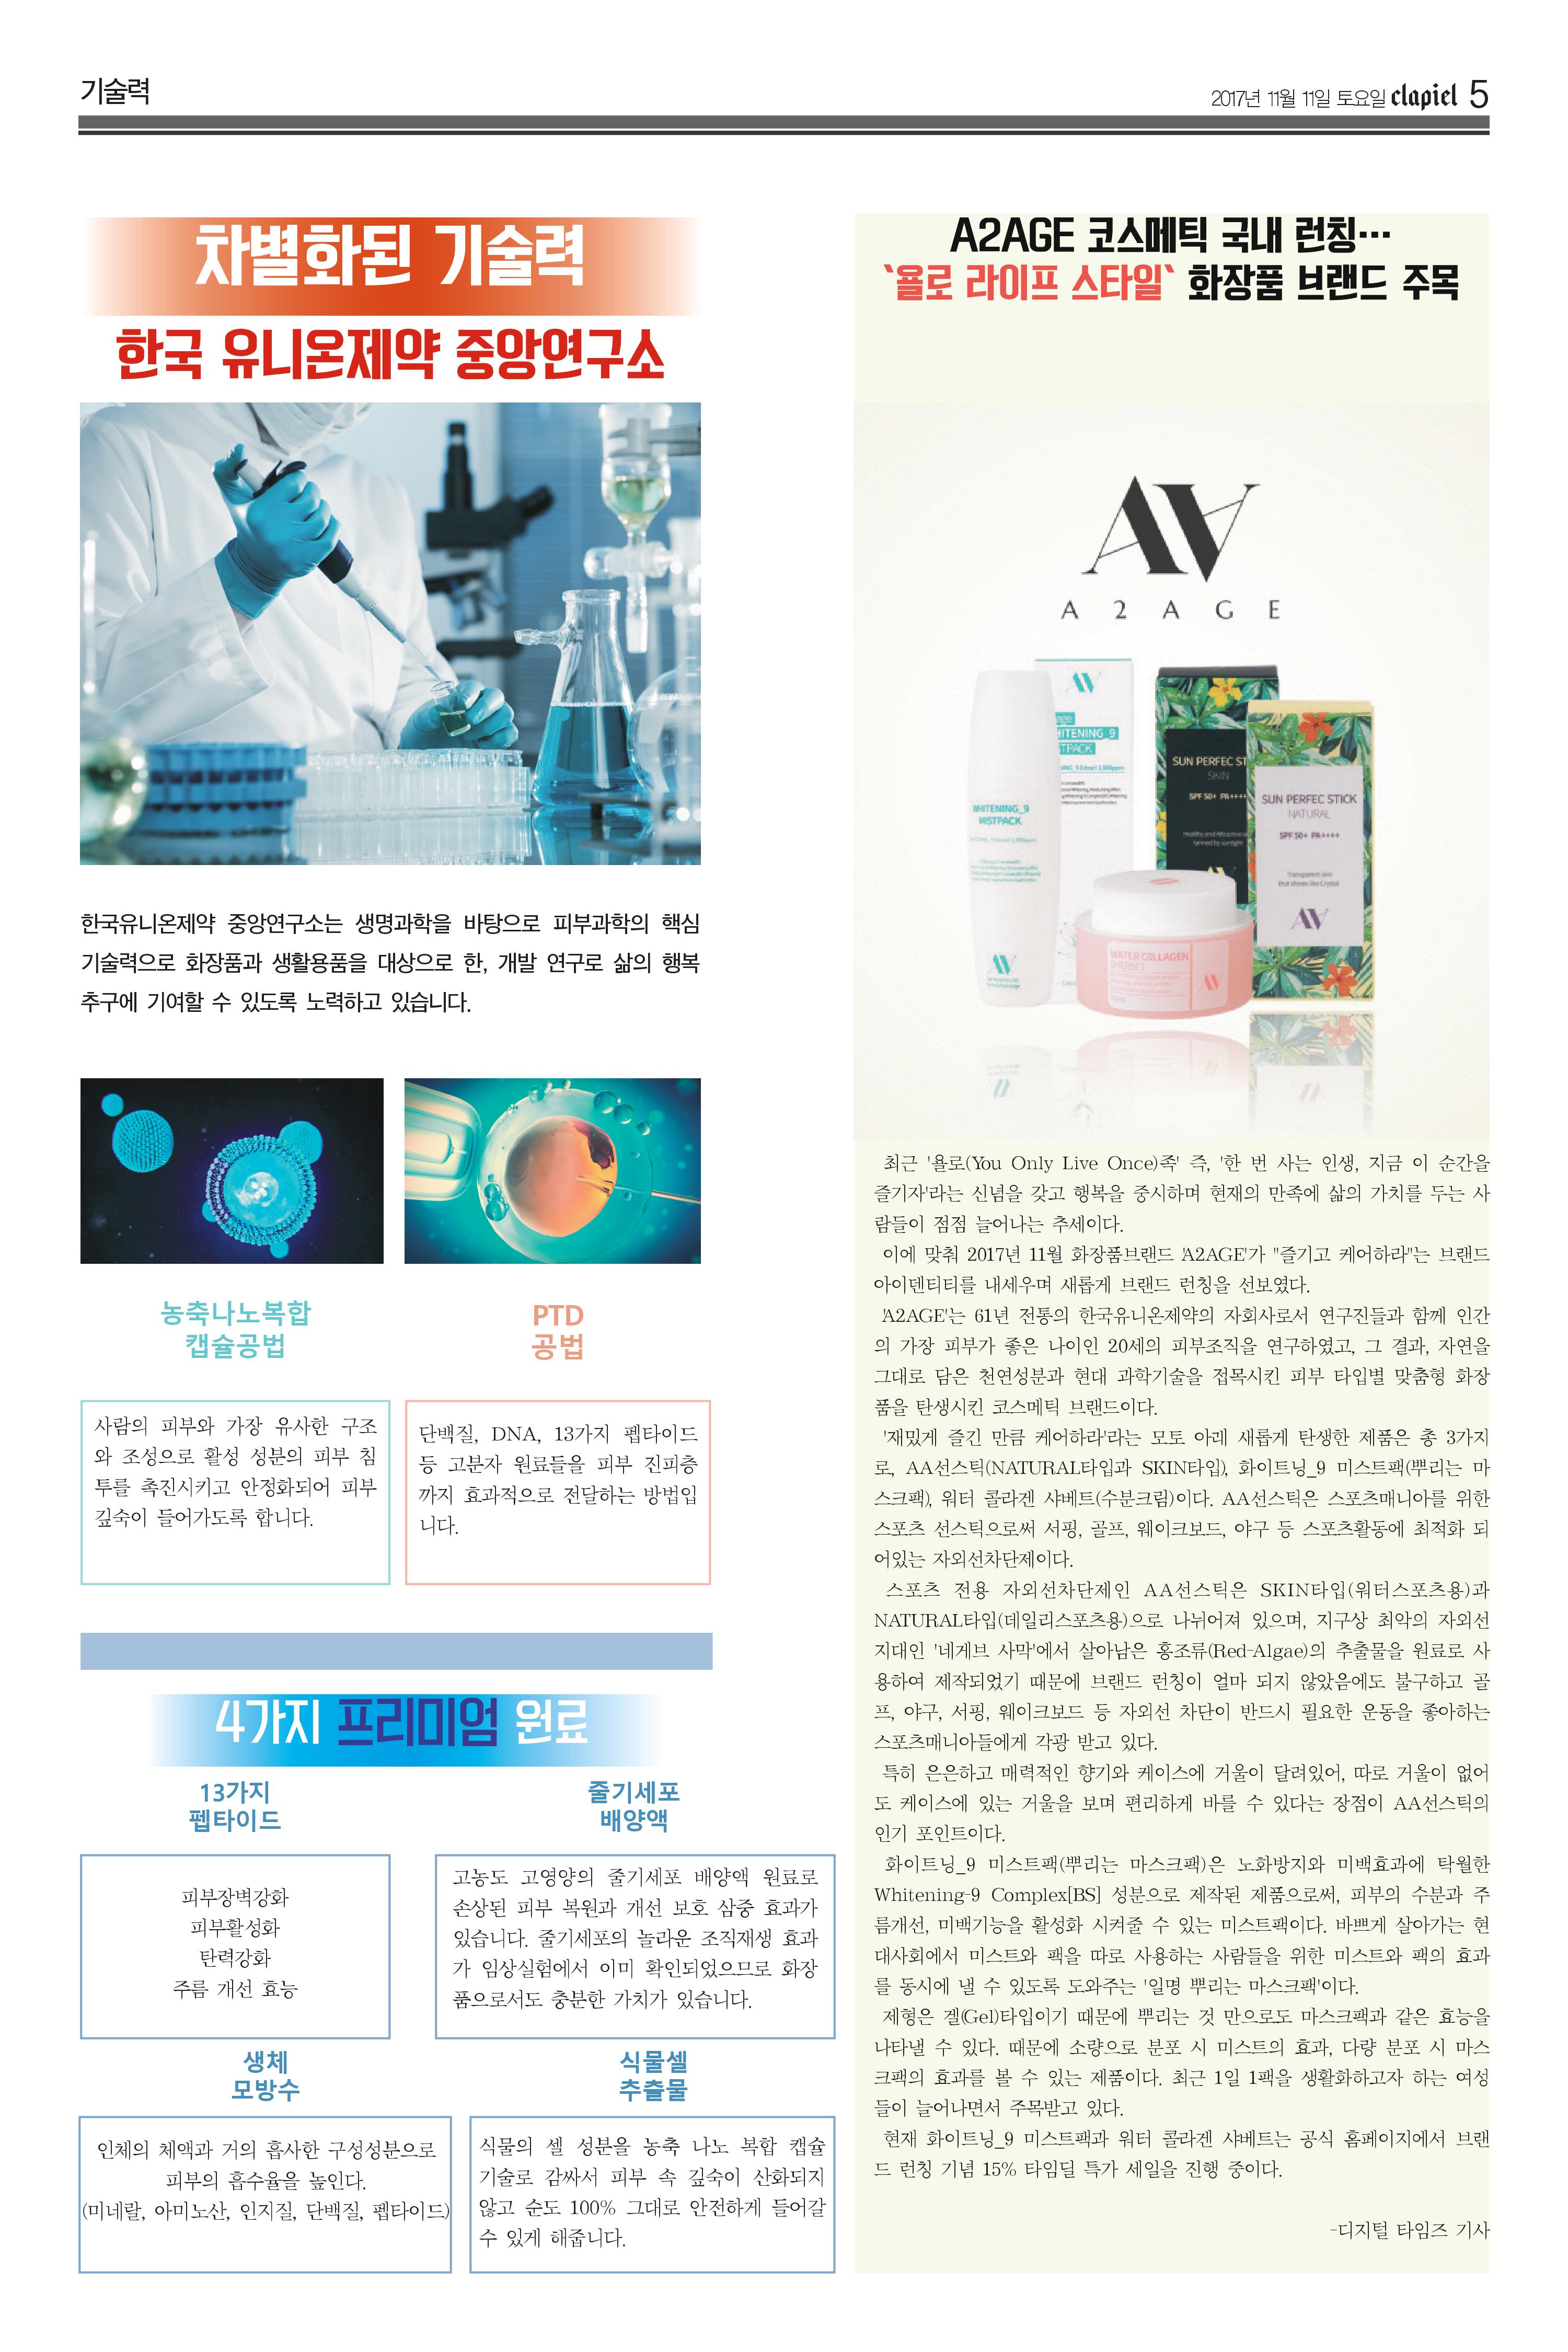 기술력
2017년 11월 11일 토요일 clapiel 5
차별화된 기술력
한국 유니온제약 중앙연구소
한국유니온제약 중앙연구소는 생명과학을 바탕으로 피부과학의 핵심
기술력으로 화장품과 생활용품을 대상으로 한, 개발 연구로 삶의 행복
추구에 기여할 수 있도록 노력하고 있습니다.
농축나노복합
캡슐공법
사람의 피부와 가장 유사한 구조
와 조성으로 활성 성분의 피부 침
투를 촉진시키고 안정화되어 피부
깊숙이 들어가도록 합니다.
PTD
공법
단백질, DNA, 13가지 펩타이드
등 고분자 원료들을 피부 진피층
까지 효과적으로 전달하는 방법입
니다.
4가지 프리미엄 원료
13가지
펩타이드
피부장벽강화
피부활성화
탄력강화
주름 개선 효능
줄기세포
배양액
고농도 고영양의 줄기세포 배양액 원료로
손상된 피부 복원과 개선 보호 삼중 효과가
있습니다. 줄기세포의 놀라운 조직재생 효과
가 임상실험에서 이미 확인되었으므로 화장
품으로서도 충분한 가치가 있습니다.
생체
모방수
인체의 체액과 거의 흡사한 구성성분으로
피부의 흡수율을 높인다.
(미네랄, 아미노산, 인지질, 단백질, 펩타이드)
식물셀
추출물
식물의 셀 성분을 농축 나노 복합 캡슐
기술로 감싸서 피부 속 깊숙이 산화되지
않고 순도 100% 그대로 안전하게 들어갈
수 있게 해줍니다.
A2AGE 코스메틱 국내 런칭…
`욜로 라이프 스타일` 화장품 브랜드 주목
A2AGE
WHITENING_9
MISTPACK
HITENING_9
TPACK
SUN PERFEC ST
SKIN
SPF 50+ PA++++
Healthy and Attractive s
tanned by sunlight
SUN PERFEC STICK
NATURAL
SPF 50+ PA++++
Transparent skin
that shines like Crystal
WATER COLLAGEN
SHERBET
최근 '욜로(You Only Live Once)족' 즉, '한 번 사는 인생, 지금 이 순간을
즐기자'라는 신념을 갖고 행복을 중시하며 현재의 만족에 삶의 가치를 두는 사
람들이 점점 늘어나는 추세이다.
이에 맞춰 2017년 11월 화장품브랜드 'A2AGE'가 "즐기고 케어하라"는 브랜드
아이덴티티를 내세우며 새롭게 브랜드 런칭을 선보였다.
'A2AGE'는 61년 전통의 한국유니온제약의 자회사로서 연구진들과 함께 인간
의 가장 피부가 좋은 나이인 20세의 피부조직을 연구하였고, 그 결과, 자연을
그대로 담은 천연성분과 현대 과학기술을 접목시킨 피부 타입별 맞춤형 화장
품을 탄생시킨 코스메틱 브랜드이다.
'재밌게 즐긴 만큼 케어하라'라는 모토 아래 새롭게 탄생한 제품은 총 3가지
로, AA선스틱(NATURAL타입과 SKIN타입), 화이트닝_9 미스트팩(뿌리는 마
스크팩), 워터 콜라겐 샤베트(수분크림)이다. AA선스틱은 스포츠매니아를 위한
스포츠 선스틱으로써 서핑, 골프, 웨이크보드, 야구 등 스포츠활동에 최적화 되
어있는 자외선차단제이다.
스포츠 전용 자외선차단제인 AA선스틱은 SKIN타입(워터스포츠용)과
NATURAL타입(데일리스포츠용)으로 나뉘어져 있으며, 지구상 최악의 자외선
지대인 '네게브 사막'에서 살아남은 홍조류(Red-Algae)의 추출물을 원료로 사
용하여 제작되었기 때문에 브랜드 런칭이 얼마 되지 않았음에도 불구하고 골
프, 야구, 서핑, 웨이크보드 등 자외선 차단이 반드시 필요한 운동을 좋아하는
스포츠매니아들에게 각광 받고 있다.
특히 은은하고 매력적인 향기와 케이스에 거울이 달려있어, 따로 거울이 없어
도 케이스에 있는 거울을 보며 편리하게 바를 수 있다는 장점이 AA선스틱의
인기 포인트이다.
화이트닝_9 미스트팩(뿌리는 마스크팩)은 노화방지와 미백효과에 탁월한
Whitening-9 Complex[BS] 성분으로 제작된 제품으로써, 피부의 수분과 주
름개선, 미백기능을 활성화 시켜줄 수 있는 미스트팩이다. 바쁘게 살아가는 현
대사회에서 미스트와 팩을 따로 사용하는 사람들을 위한 미스트와 팩의 효과
를 동시에 낼 수 있도록 도와주는 '일명 뿌리는 마스크팩'이다.
제형은 겔(Gel)타입이기 때문에 뿌리는 것 만으로도 마스크팩과 같은 효능을
나타낼 수 있다. 때문에 소량으로 분포 시 미스트의 효과, 다량 분포 시 마스
크팩의 효과를 볼 수 있는 제품이다. 최근 1일 1팩을 생활화하고자 하는 여성
들이 늘어나면서 주목받고 있다.
현재 화이트닝_9 미스트팩과 워터 콜라겐 샤베트는 공식 홈페이지에서 브랜
드 런칭 기념 15% 타임딜 특가 세일을 진행 중이다.
-디지털 타임즈 기사